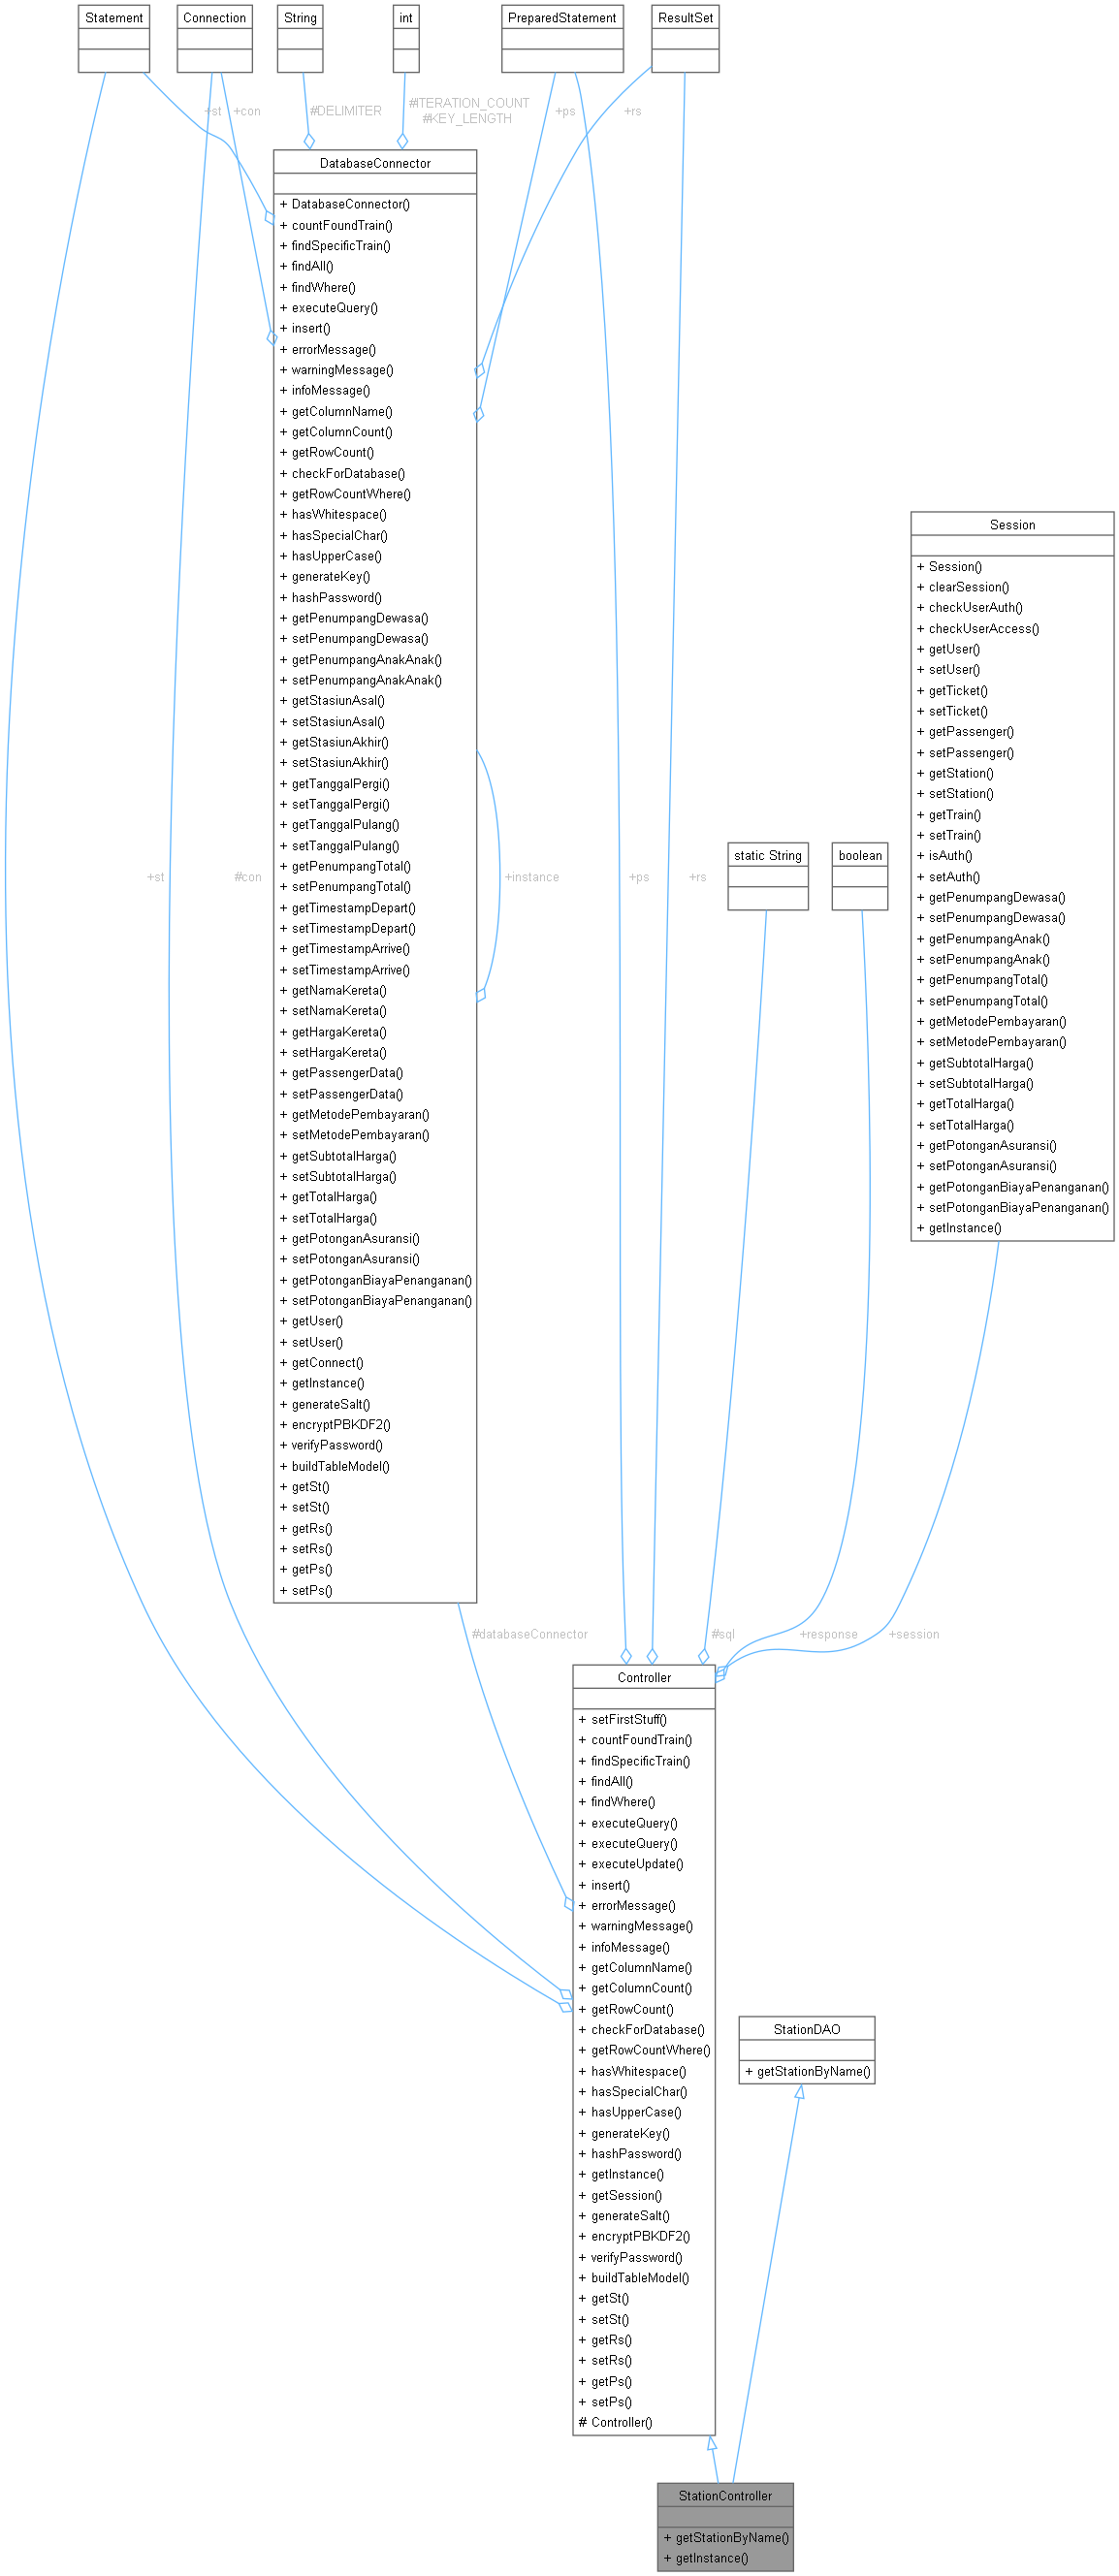 Statement
Connection
String
int
PreparedStatement
ResultSet
+st
+con
#DELIMITER
#ITERATION_COUNT
#KEY_LENGTH
+ps
+rs
DatabaseConnector
+ DatabaseConnector()
+ countFoundTrain()
+ findSpecificTrain()
+ findAll()
+ findWhere()
+ executeQuery()
+ insert()
+ errorMessage()
+ warningMessage()
+ infoMessage()
+ getColumnName()
+ getColumnCount()
+ getRowCount()
+ checkForDatabase()
+ getRowCountWhere()
+ hasWhitespace()
+ hasSpecialChar()
+ hasUpperCase()
+ generateKey()
+ hashPassword()
+ getPenumpangDewasa()
+ setPenumpangDewasa()
+ getPenumpangAnakAnak()
+ setPenumpangAnakAnak()
+ getStasiunAsal()
+ setStasiunAsal()
+ getStasiunAkhir()
+ setStasiunAkhir()
+ getTanggalPergi()
+ setTanggalPergi()
+ getTanggalPulang()
+ setTanggalPulang()
+ getPenumpangTotal()
+ setPenumpangTotal()
+ getTimestampDepart()
+ setTimestampDepart()
+ getTimestampArrive()
+ setTimestampArrive()
+ getNamaKereta()
+ setNamaKereta()
+ getHargaKereta()
+ setHargaKereta()
+ getPassengerData()
+ setPassengerData()
+ getMetodePembayaran()
+ setMetodePembayaran()
+ getSubtotalHarga()
+ setSubtotalHarga()
+ getTotalHarga()
+ setTotalHarga()
+ getPotonganAsuransi()
+ setPotonganAsuransi()
+ getPotonganBiayaPenanganan()
+ setPotonganBiayaPenanganan()
+ getUser()
+ setUser()
+ getConnect()
+ getInstance()
+ generateSalt()
+ encryptPBKDF2()
+ verifyPassword()
+ buildTableModel()
+ getSt()
+ setSt()
+ getRs()
+ setRs()
+ getPs()
+ setPs()
Session
+ Session()
+ clearSession()
+ checkUserAuth()
+ checkUserAccess()
+ getUser()
+ setUser()
+ getTicket()
+ setTicket()
+ getPassenger()
+ setPassenger()
+ getStation()
+ setStation()
+ getTrain()
+ setTrain()
+ isAuth()
+ setAuth()
+ getPenumpangDewasa()
+ setPenumpangDewasa()
+ getPenumpangAnak()
+ setPenumpangAnak()
+ getPenumpangTotal()
+ setPenumpangTotal()
+ getMetodePembayaran()
+ setMetodePembayaran()
+ getSubtotalHarga()
+ setSubtotalHarga()
+ getTotalHarga()
+ setTotalHarga()
+ getPotonganAsuransi()
+ setPotonganAsuransi()
+ getPotonganBiayaPenanganan()
+ setPotonganBiayaPenanganan()
+ getInstance()
static String
boolean
+st
#con
+instance
+ps
+rs
#databaseConnector
#sql
+response
+session
Controller
+ setFirstStuff()
+ countFoundTrain()
+ findSpecificTrain()
+ findAll()
+ findWhere()
+ executeQuery()
+ executeQuery()
+ executeUpdate()
+ insert()
+ errorMessage()
+ warningMessage()
+ infoMessage()
+ getColumnName()
+ getColumnCount()
+ getRowCount()
+ checkForDatabase()
+ getRowCountWhere()
+ hasWhitespace()
+ hasSpecialChar()
+ hasUpperCase()
+ generateKey()
+ hashPassword()
+ getInstance()
+ getSession()
+ generateSalt()
+ encryptPBKDF2()
+ verifyPassword()
+ buildTableModel()
+ getSt()
+ setSt()
+ getRs()
+ setRs()
+ getPs()
+ setPs()
# Controller()
StationDAO
+ getStationByName()
StationController
+ getStationByName()
+ getInstance()